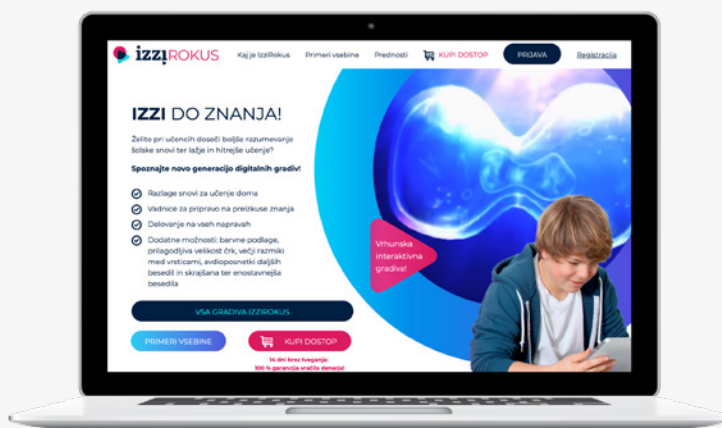 izziROKUS
Kaj je IzziRokus
Primeri vsebine
Prednosti
KUPI DOSTOP
PRIJAVA
Registracija
IZZI DO ZNANJA!
Želite pri učencih doseči boljše razumevanje
šolske snovi ter lažje in hitrejše učenje?
Spoznajte novo generacijo digitalnih gradiv!
Razlage snovi za učenje doma
Vadnice za pripravo na preizkuse znanja
Delovanje na vseh napravah
Dodatne možnosti: barvne podlage,
prilagodljiva velikost črk, večji razmiki
med vrsticami, avdioposnetki daljših
besedil in skrajšana ter enostavnejša
besedila
Vrhunska
interaktivna
gradiva!
VSA GRADIVA IZZIROKUS
PRIMERI VSEBINE
KUPI DOSTOP
14 dni brez tveganja:
100 % garancija vračila denarja!